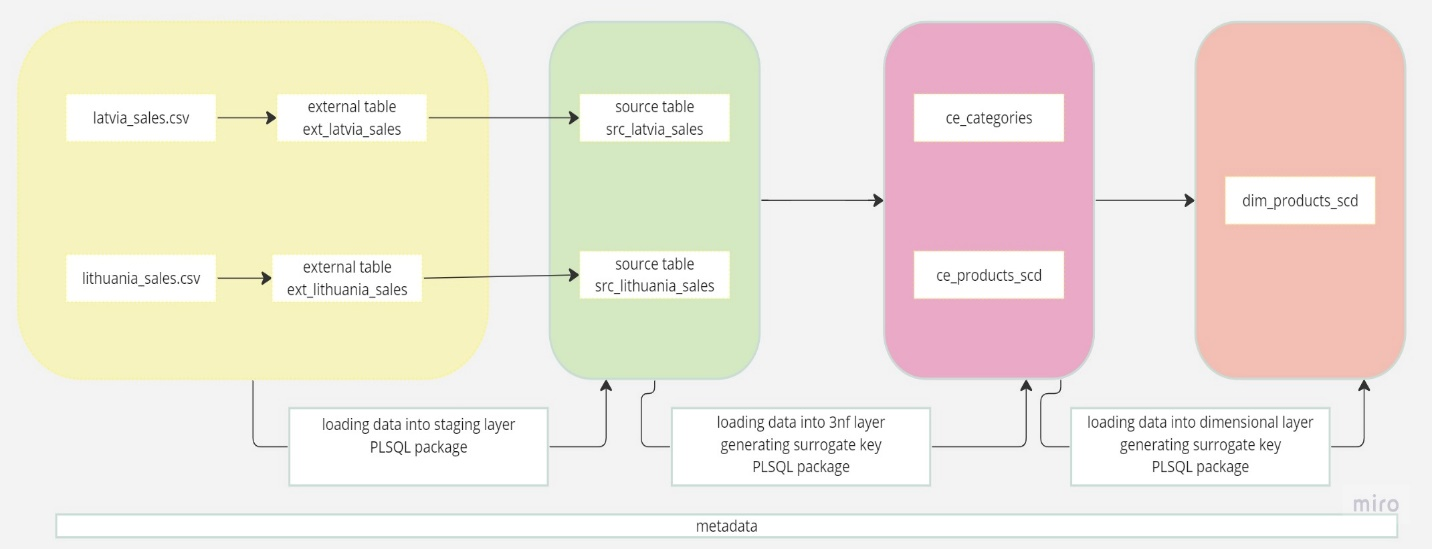 latvia_sales.csv
external table
ext_latvia_sales
source table
src_latvia_sales
ce_categories
dim_products_scd
lithuania_sales.csv
external table
ext_lithuania_sales
source table
src_lithuania_sales
ce_products_scd
loading data into staging layer
PLSQL package
loading data into 3nf layer
generating surrogate key
PLSQL package
loading data into dimensional layer
generating surrogate key
PLSQL package
miro
metadata